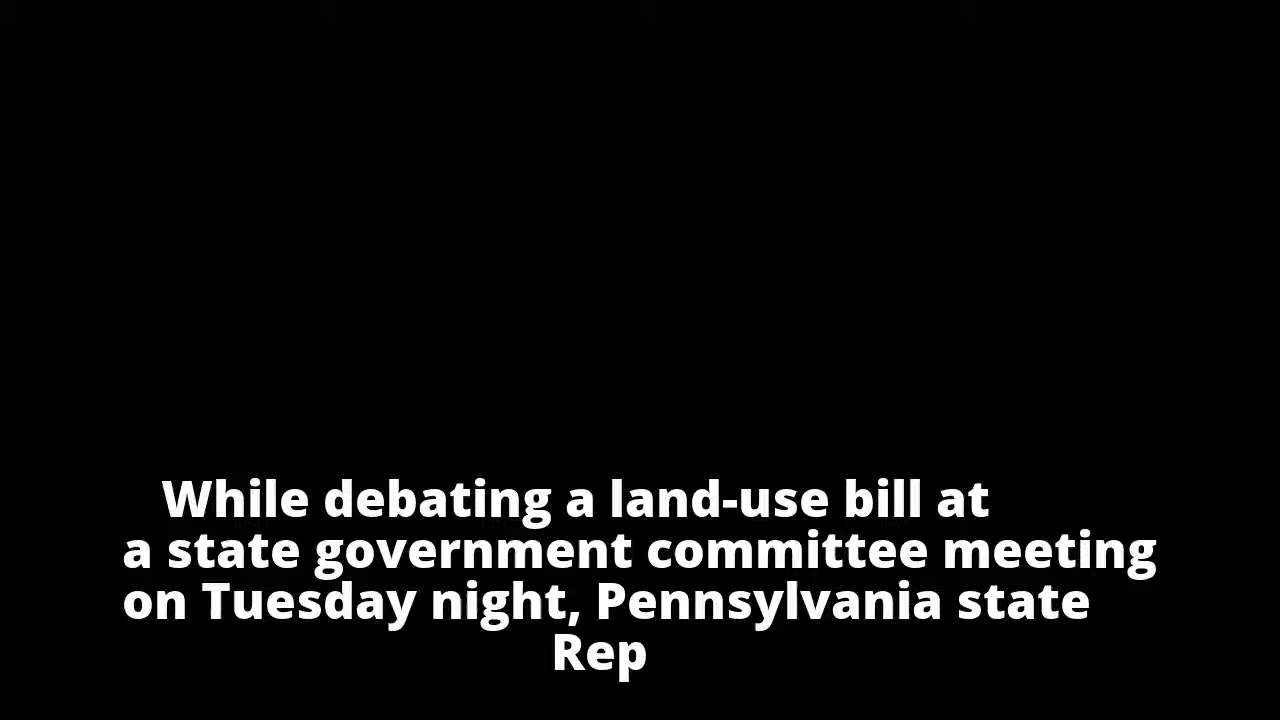 While debating a land-use bill at
a state government committee meeting
on Tuesday night, Pennsylvania state
Rep